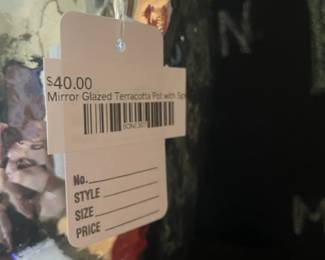 $40.00
Mirror Glazed Terracotta Pot with
No.
STYLE
SIZE
PRICE
N